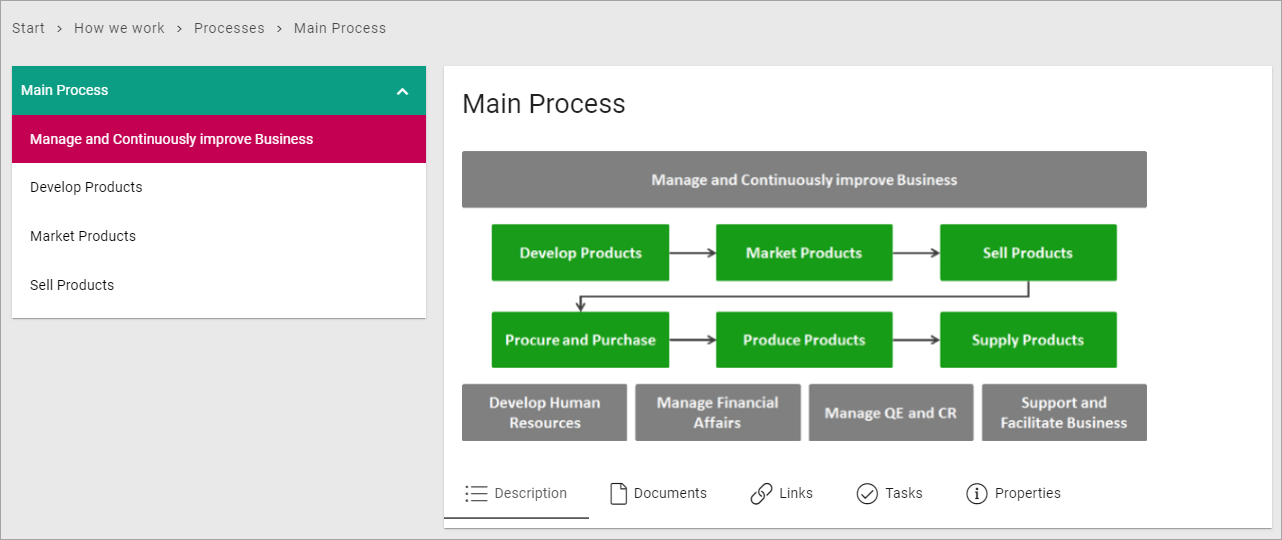 Start > How we work > Processes > Main Process
Main Process
Manage and Continuously improve Business
Develop Products
Market Products
Sell Products
Main Process
Manage and Continuously improve Business
Develop Products
Market Products
Sell Products
Procure and Purchase
Produce Products
Supply Products
Develop Human
Resources
Manage Financial
Affairs
Manage QE and CR
Support and
Facilitate Business
Description
Documents
Links
Tasks
Properties